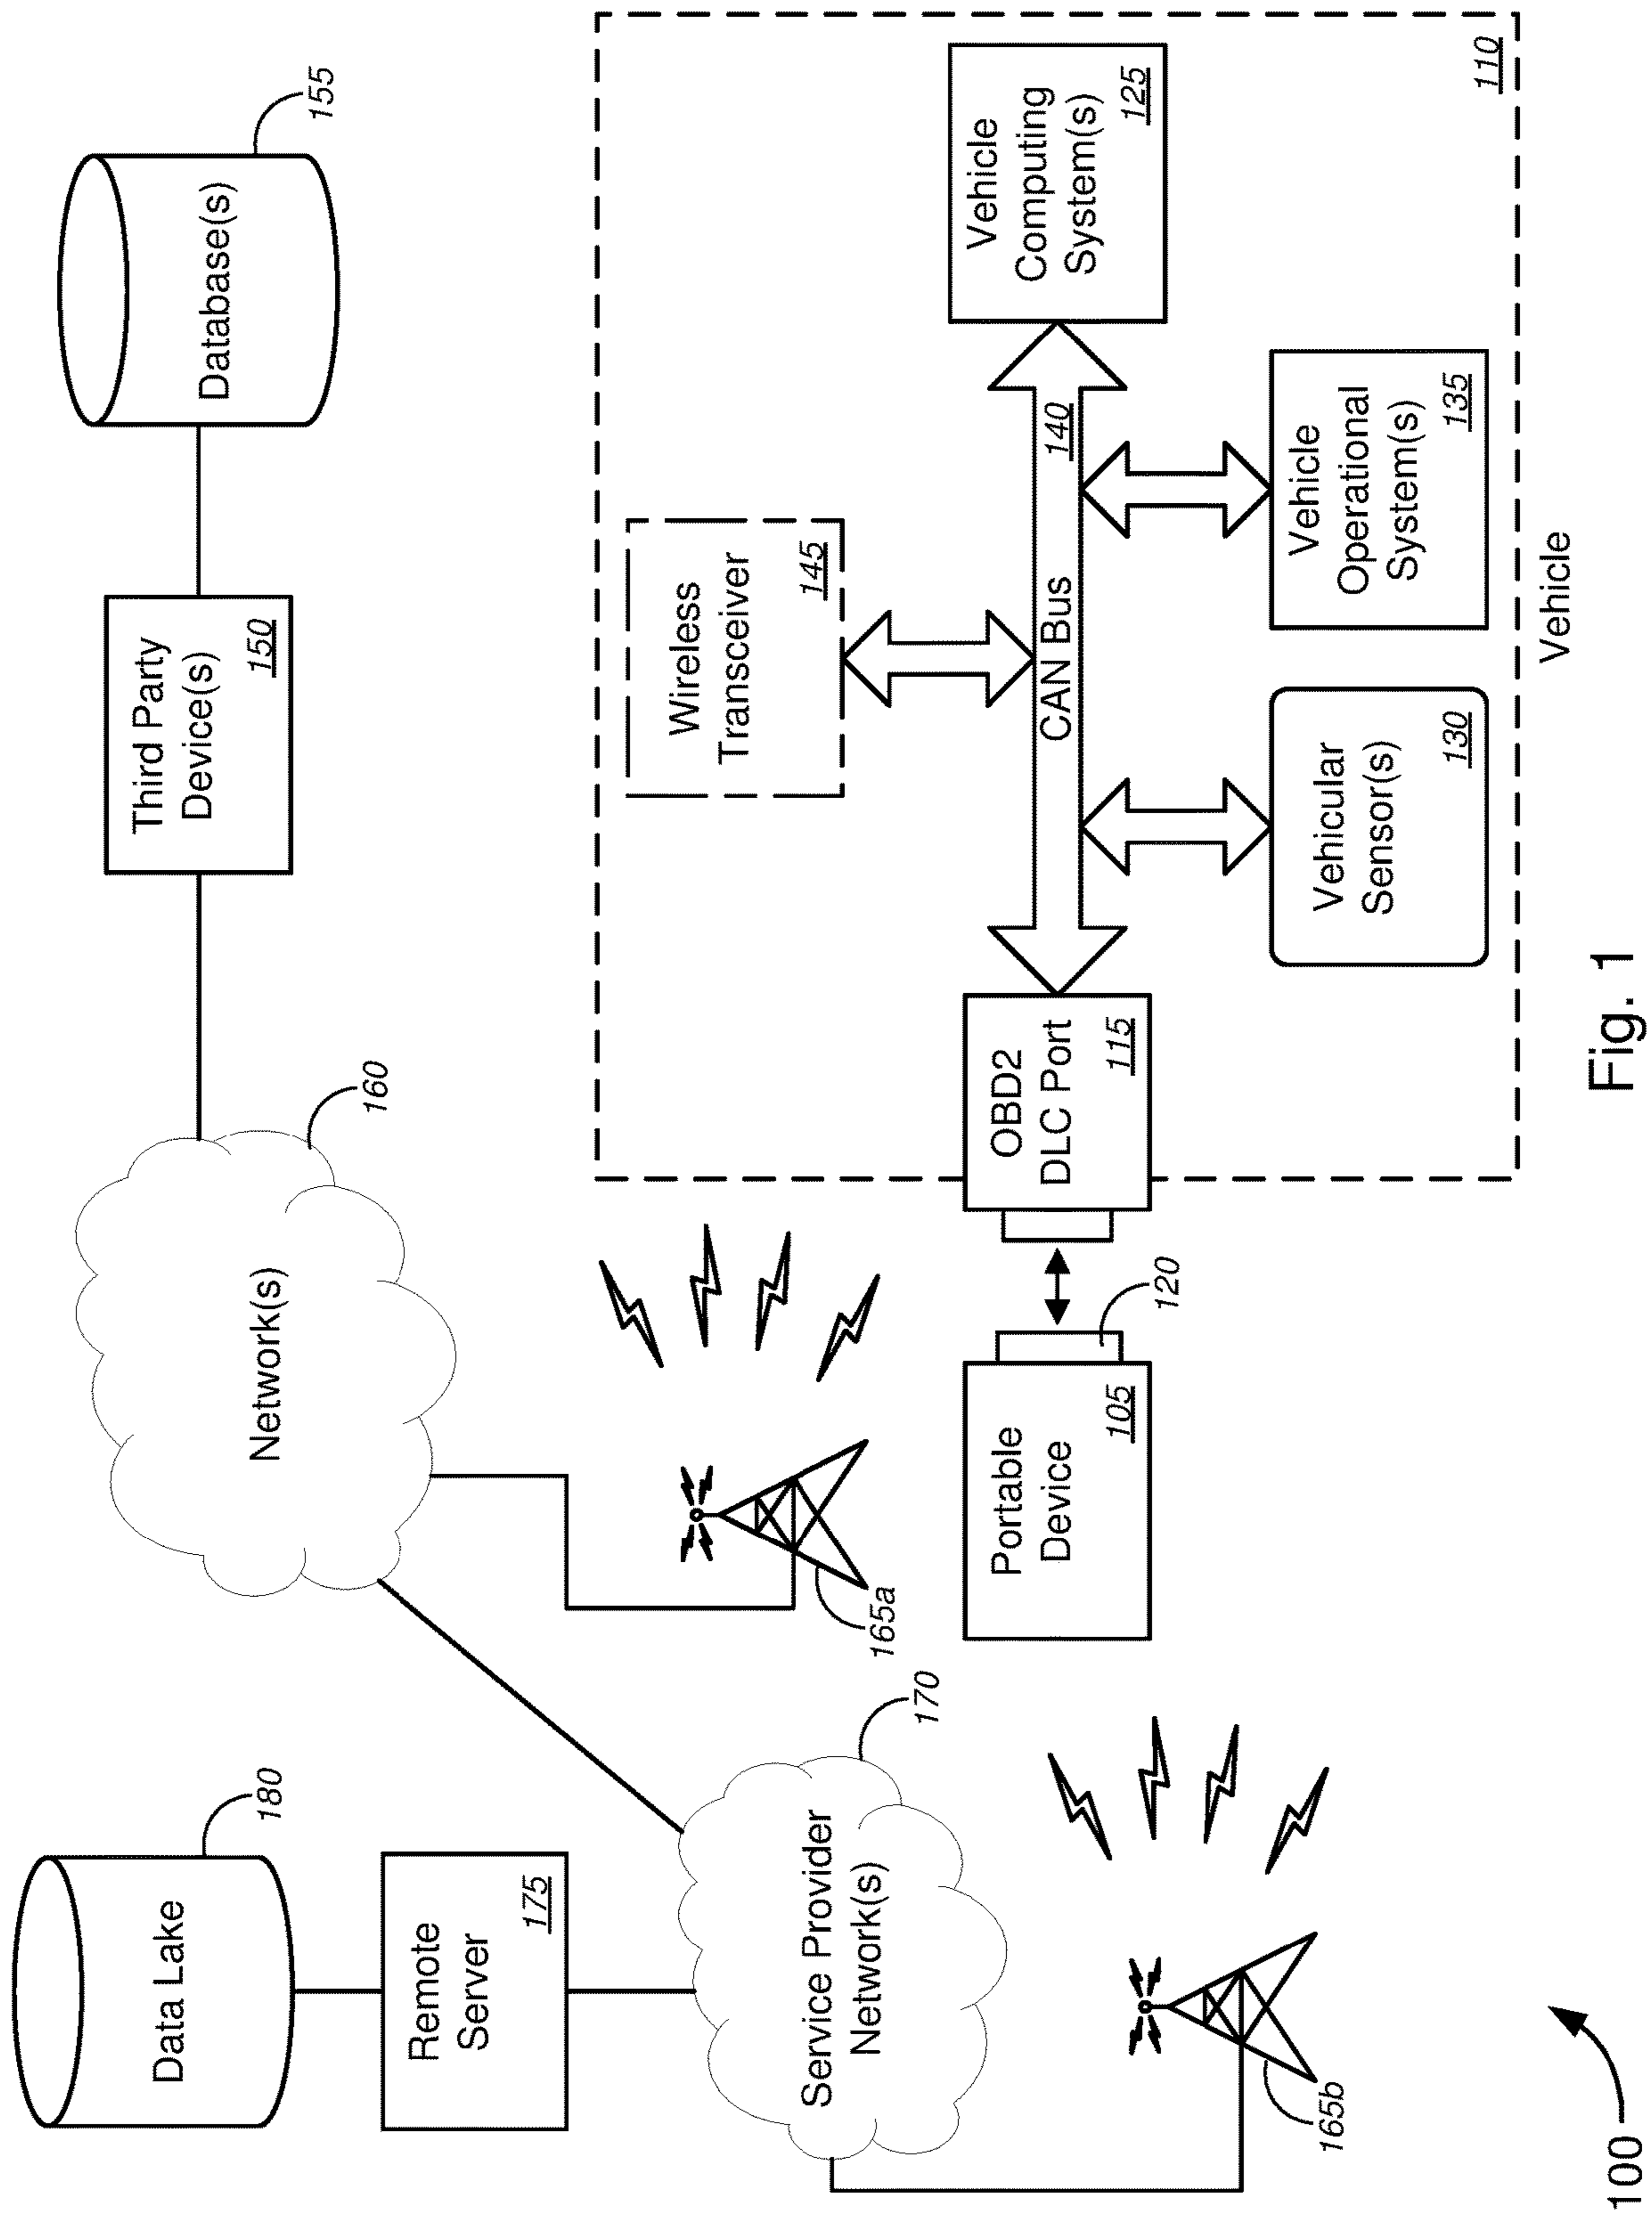 Data Lake
180
Remote
Server
175
Service Provider
Network(s)
170
165b
Network(s)
160
165a
Third Party
Device(s)
150
Database(s)
155
Portable
Device
105
120
OBD2
DLC Port
115
Wireless
Transceiver
145
CAN Bus
140
Vehicle
Computing
System(s)
125
Vehicular
Sensor(s)
130
Vehicle
Operational
System(s)
135
110
Vehicle
100
Fig. 1